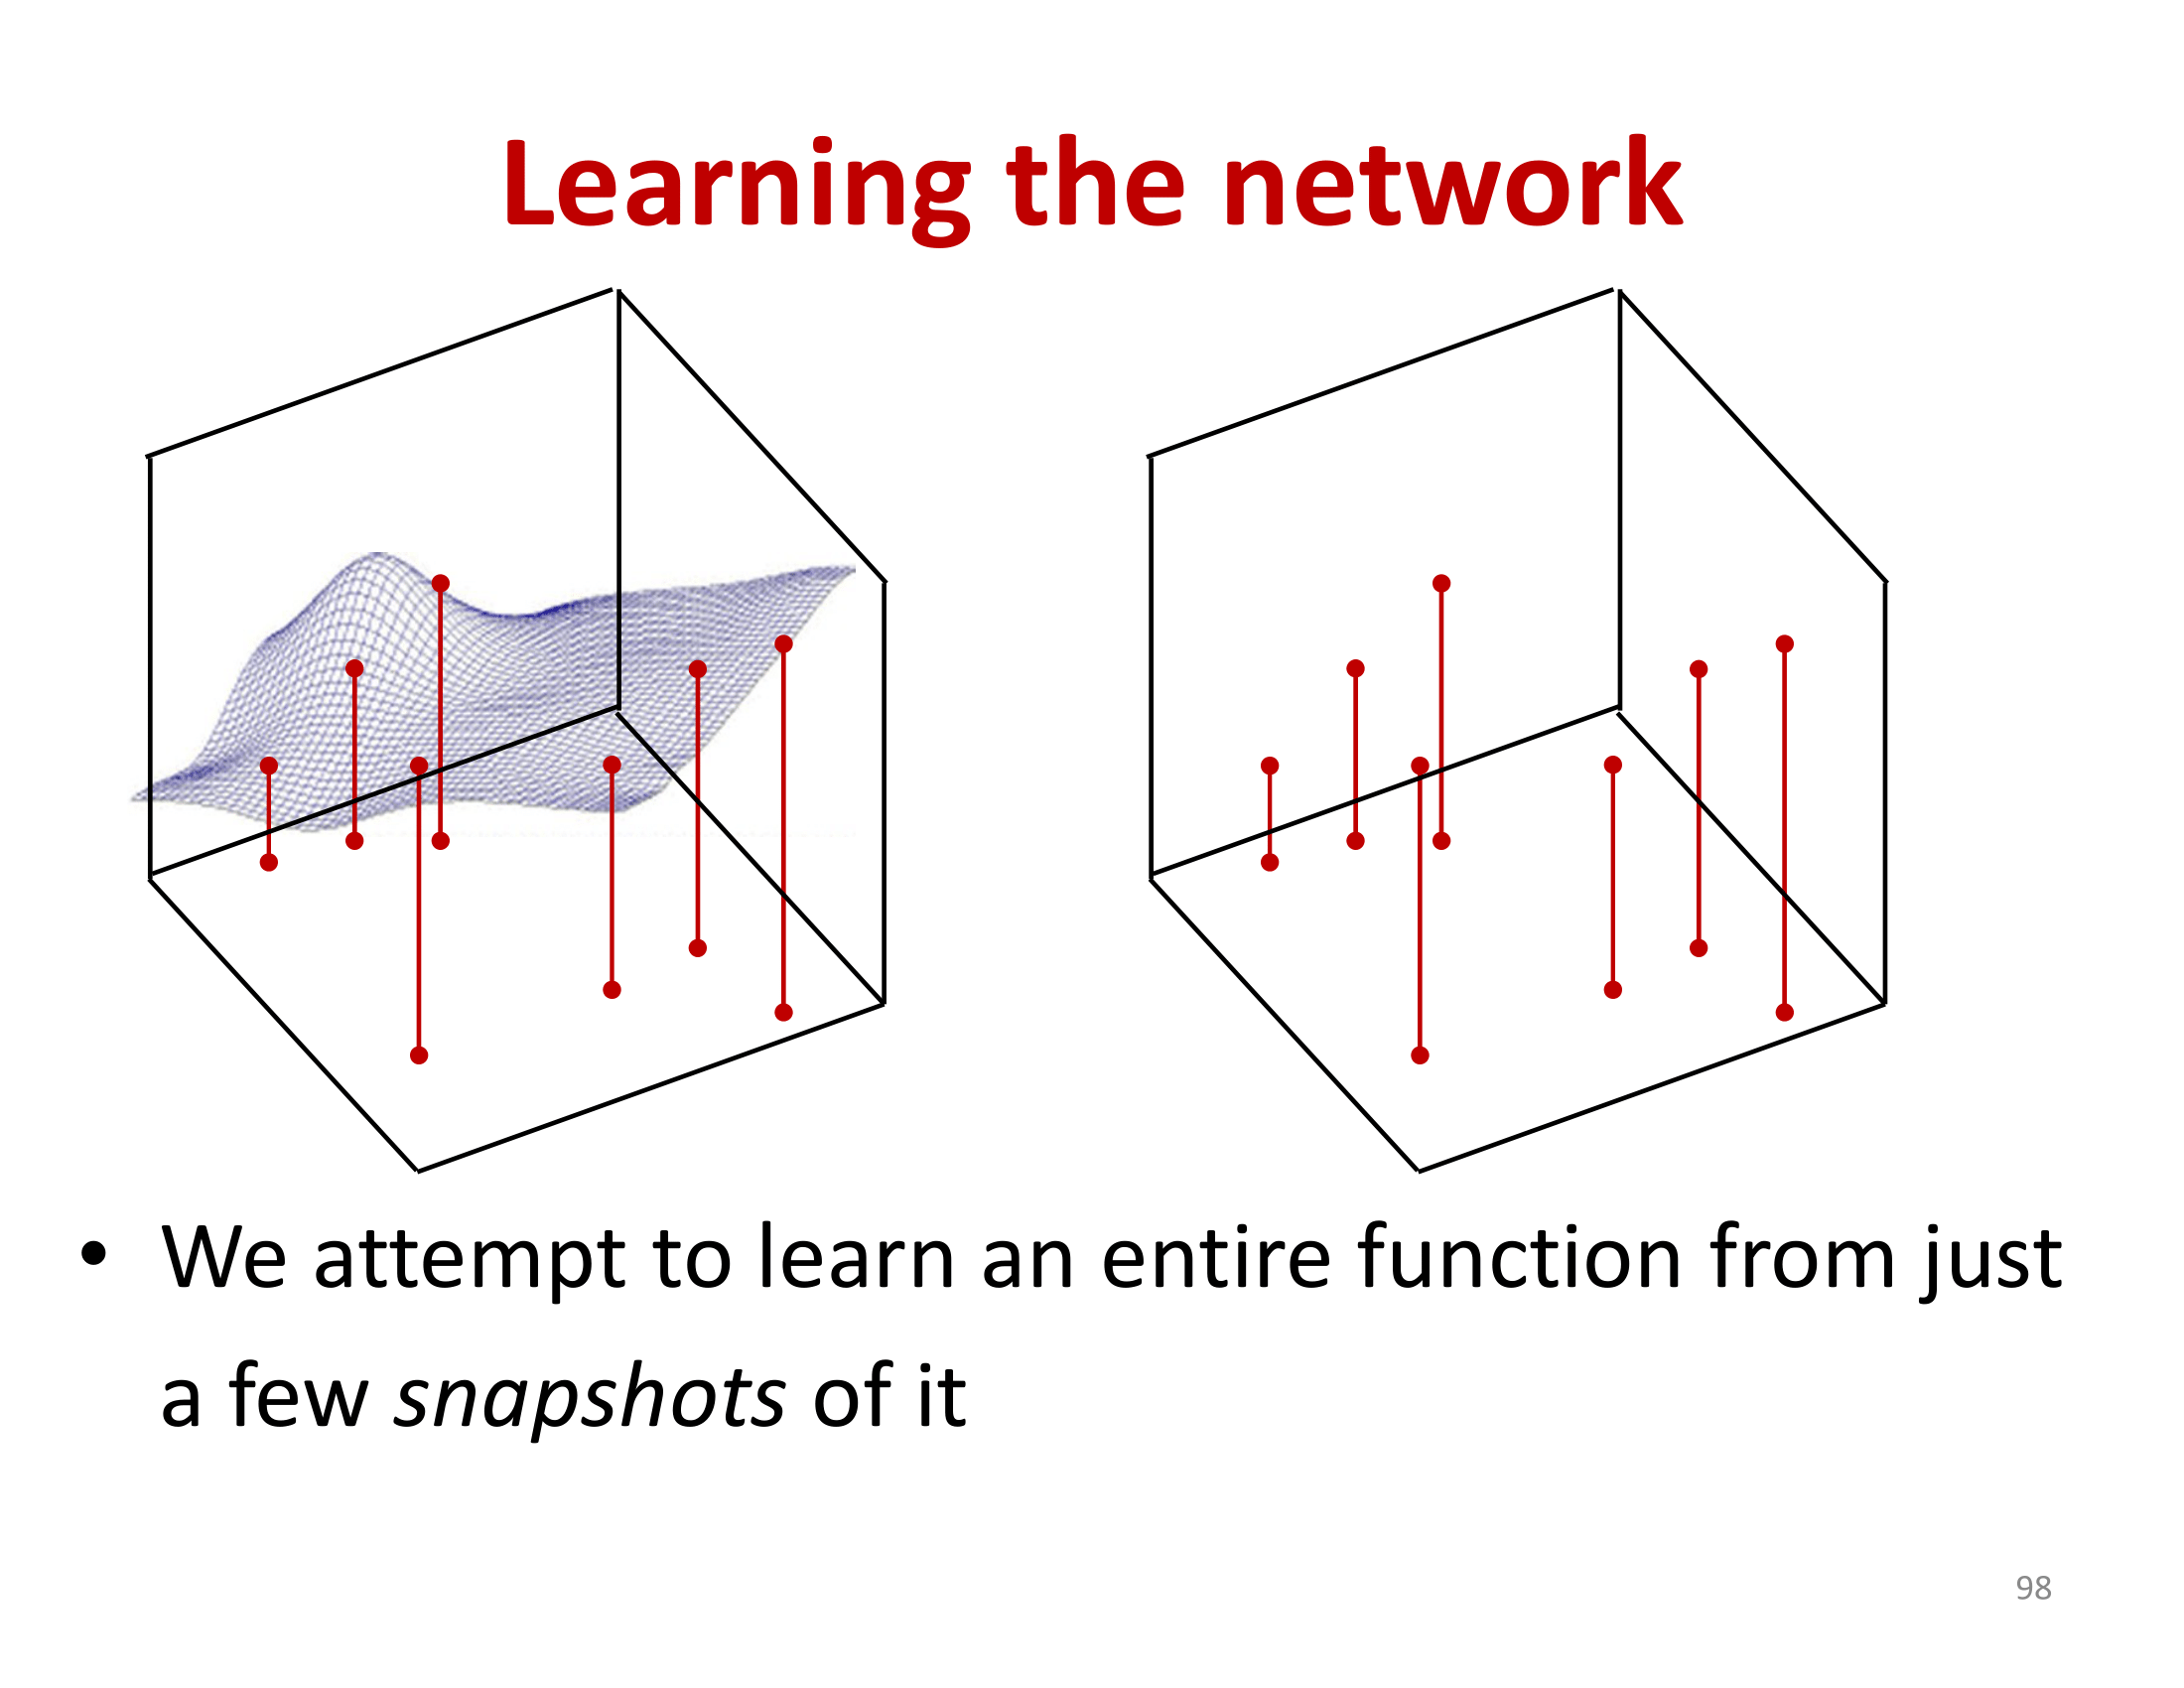 Learning the network
• We attempt to learn an entire function from just
a few snapshots of it
98